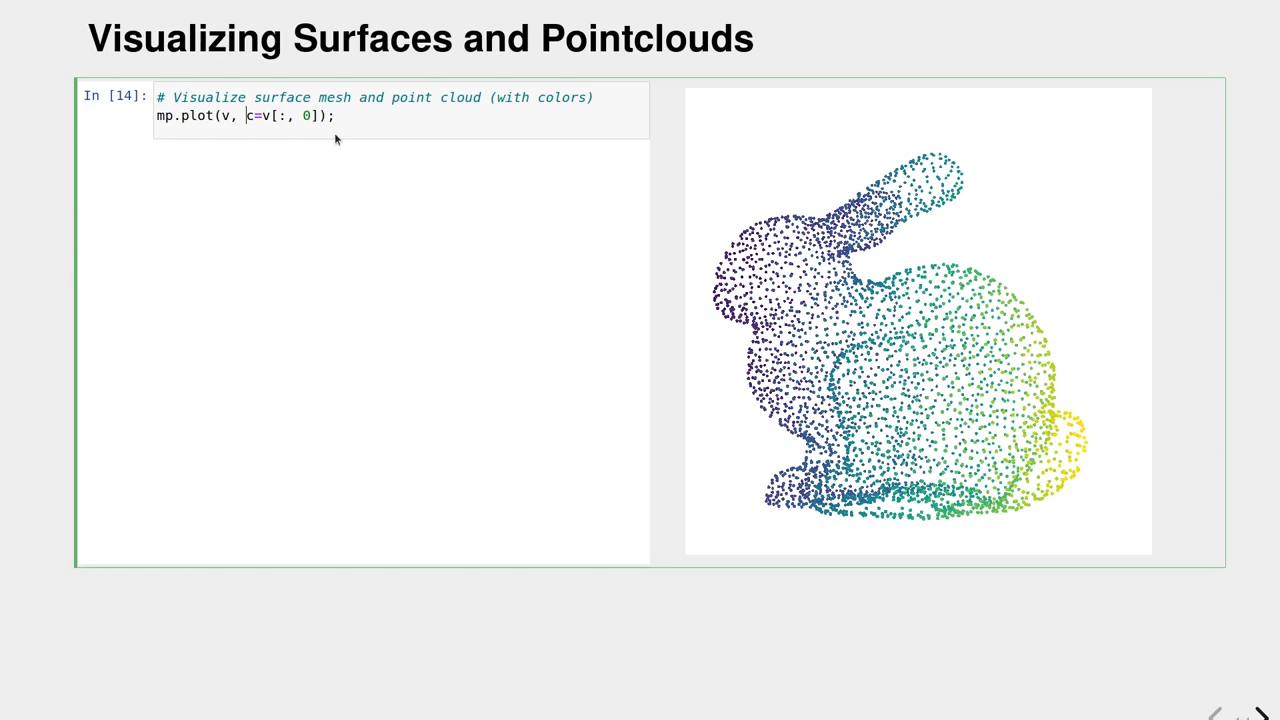 Visualizing Surfaces and Pointclouds
In [14]:
# Visualize surface mesh and point cloud (with colors)
mp.plot(v, c=v[:, 0]);